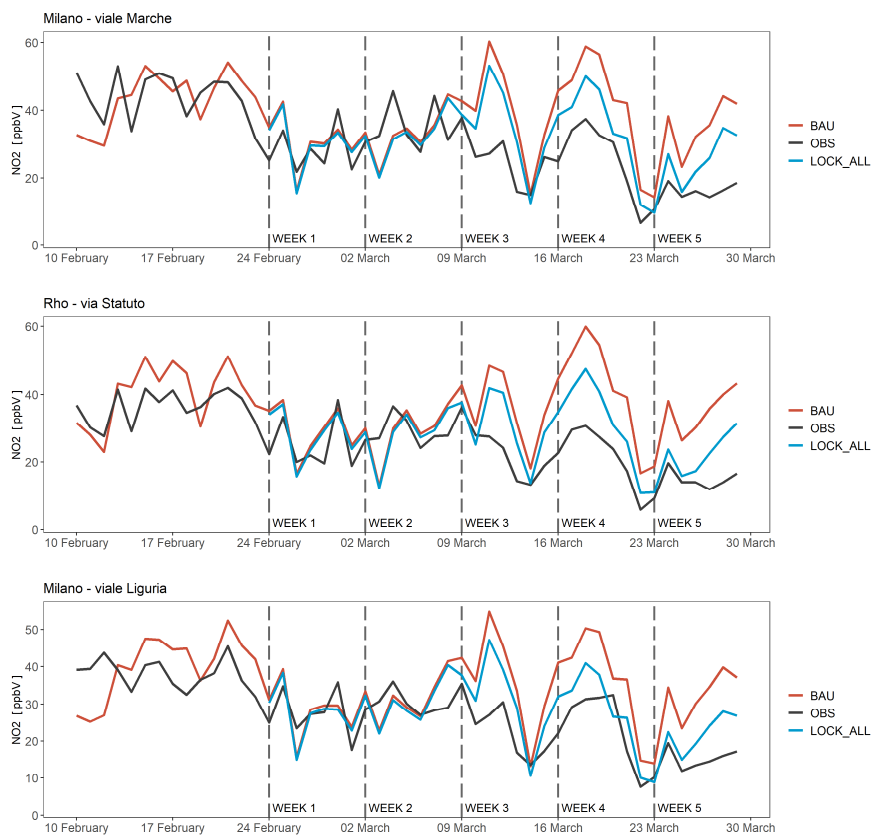 Milano - viale Marche
NO2 [ppbV]
60
40
20
0
WEEK 1 WEEK 2 WEEK 3 WEEK 4 WEEK 5
10 February 17 February 24 February 02 March 09 March 16 March 23 March 30 March
BAU
OBS
LOCK_ALL
Rho - via Statuto
NO2 [ppbV]
60
40
20
0
WEEK 1 WEEK 2 WEEK 3 WEEK 4 WEEK 5
10 February 17 February 24 February 02 March 09 March 16 March 23 March 30 March
BAU
OBS
LOCK_ALL
Milano - viale Liguria
NO2 [ppbV]
50
40
30
20
10
0
WEEK 1 WEEK 2 WEEK 3 WEEK 4 WEEK 5
10 February 17 February 24 February 02 March 09 March 16 March 23 March 30 March
BAU
OBS
LOCK_ALL